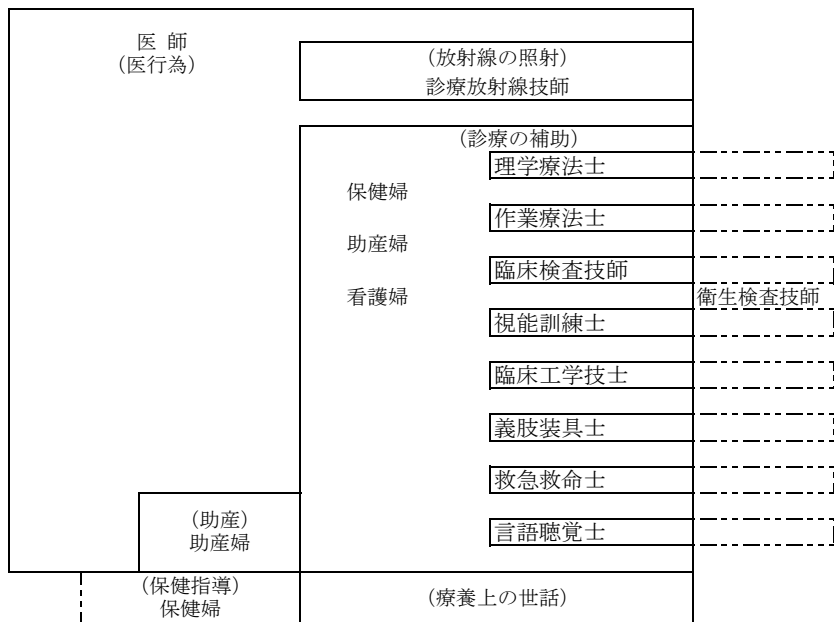 医 師
(医行為)
(放射線の照射)
診療放射線技師
(診療の補助)
理学療法士
保健婦
作業療法士
助産婦
臨床検査技師
看護婦
衛生検査技師
視能訓練士
臨床工学技士
義肢装具士
救急救命士
(助産)
助産婦
言語聴覚士
(保健指導)
保健婦
(療養上の世話)